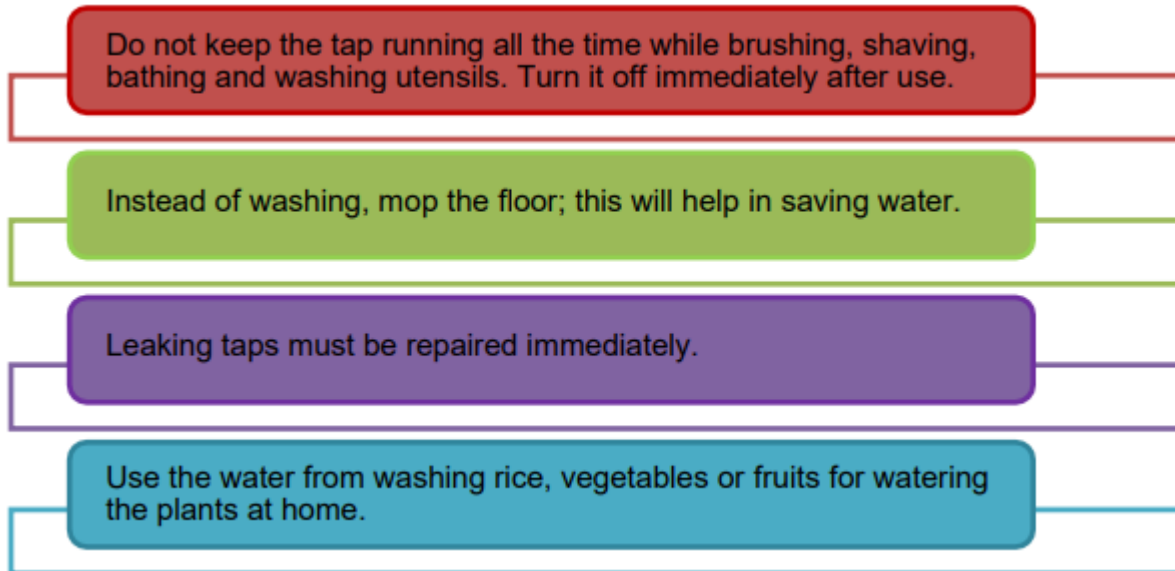 Do not keep the tap running all the time while brushing, shaving,
bathing and washing utensils. Turn it off immediately after use.
Instead of washing, mop the floor; this will help in saving water.
Leaking taps must be repaired immediately.
Use the water from washing rice, vegetables or fruits for watering
the plants at home.